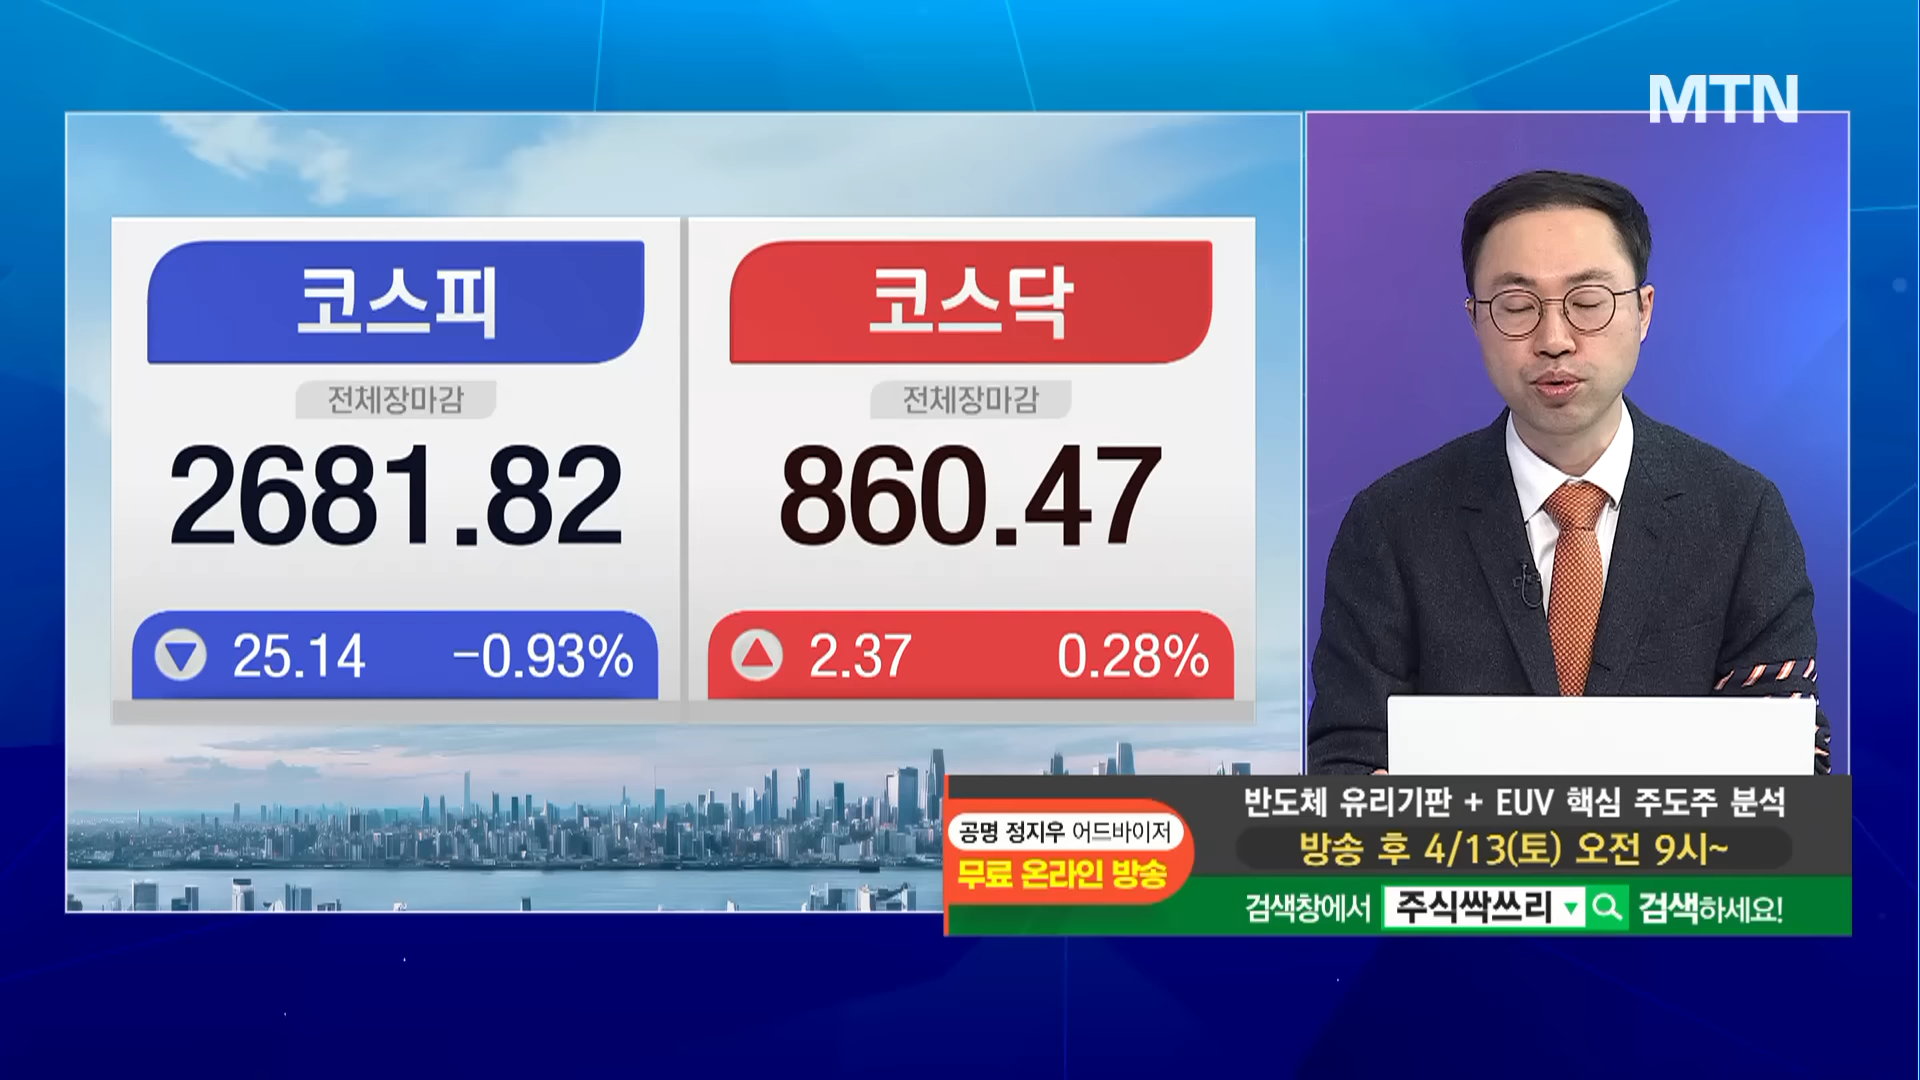 MTN
코스피
전체장마감
2681.82
▼ 25.14 -0.93%
코스닥
전체장마감
860.47
▲ 2.37 0.28%
공명 정지우 어드바이저
무료 온라인 방송
반도체 유리기판 + EUV 핵심 주도주 분석
방송 후 4/13(토) 오전 9시~
검색창에서 주식싹쓰리 ▼ 검색하세요!